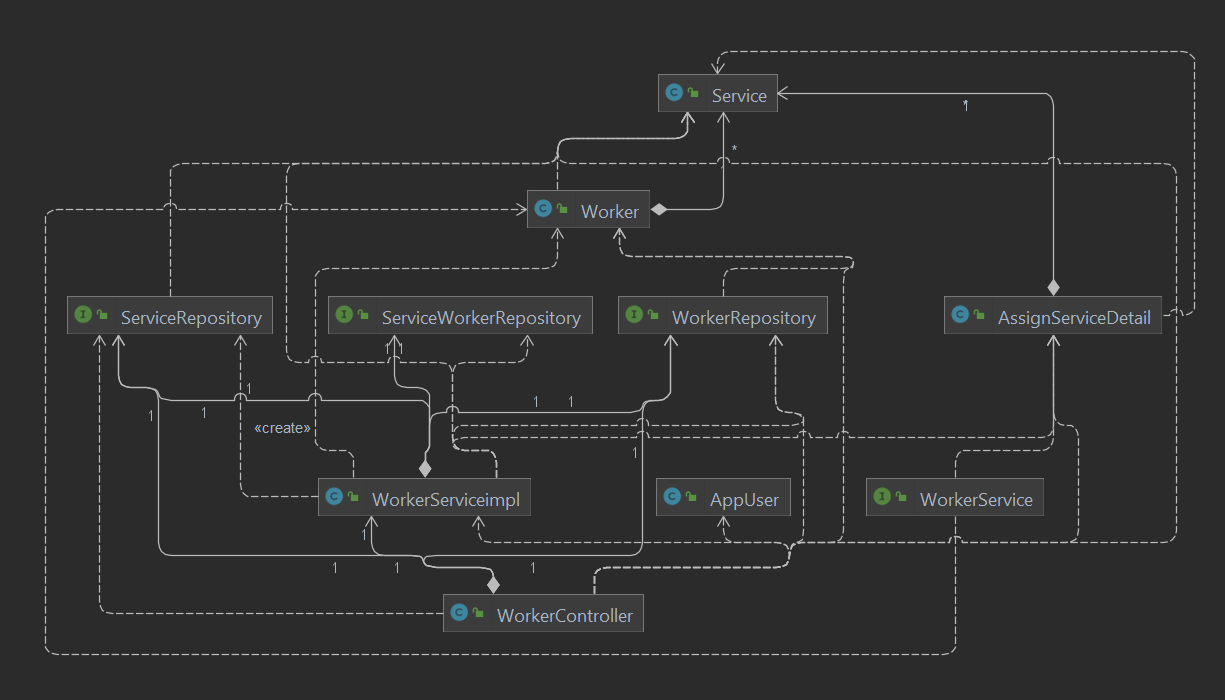 Service
*
*
Worker
ServiceRepository
ServiceWorkerRepository
WorkerRepository
AssignServiceDetail
1
1
1
1
1
1
1
«create»
1
WorkerServiceimpl
AppUser
WorkerService
1
1
1
1
WorkerController